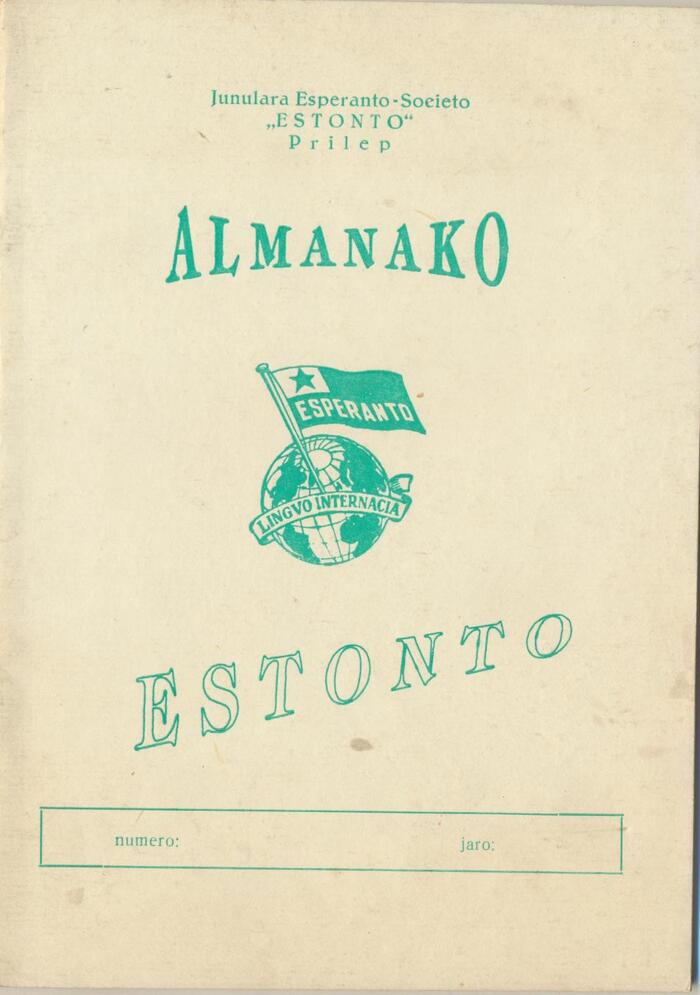 Junulara Esperanto-Societo
„ESTONTO“
Prilep
ALMANAKO
ESPERANTO
LINGVO INTERNACIA
ESTONTO
numero: jaro: